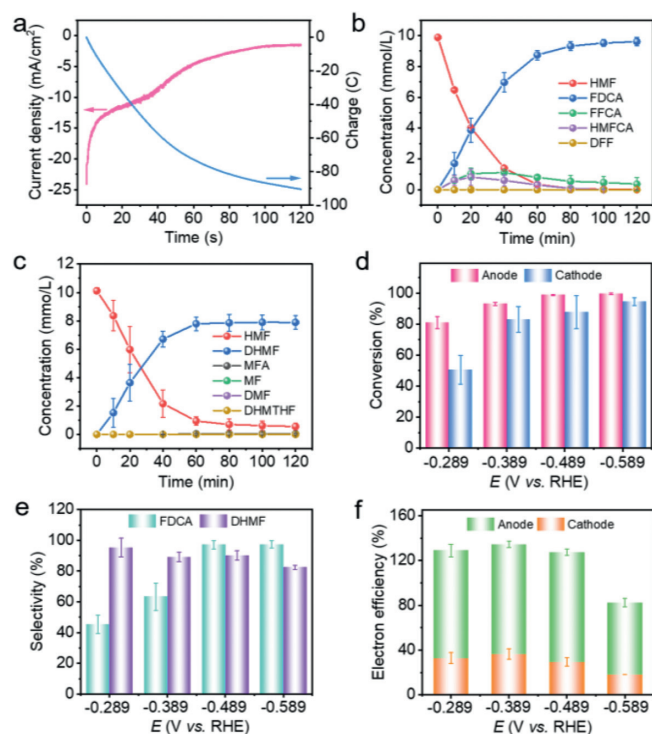 a
Current density (mA/cm²)
0
-5
-10
-15
-20
-25
0
-20
-40
-60
-80
-100
Charge (C)
0 20 40 60 80 100 120
Time (s)
b
Concentration (mmol/L)
10
8
6
4
2
0
HMF
FDCA
FFCA
HMFCA
DFF
0 20 40 60 80 100 120
Time (min)
c
Concentration (mmo/L)
12
10
8
6
4
2
0
HMF
DHMF
MFA
MF
DMF
DHMTHF
0 20 40 60 80 100 120
Time (min)
d
Conversion (%)
Anode Cathode
100
80
60
40
20
0
-0.289 -0.389 -0.489 -0.589
E (V vs. RHE)
e
Selectivity (%)
FDCA DHMF
120
100
80
60
40
20
0
-0.289 -0.389 -0.489 -0.589
E (V vs. RHE)
f
Electron efficiency (%)
Anode Cathode
160
120
80
40
0
-0.289 -0.389 -0.489 -0.589
E (V vs. RHE)